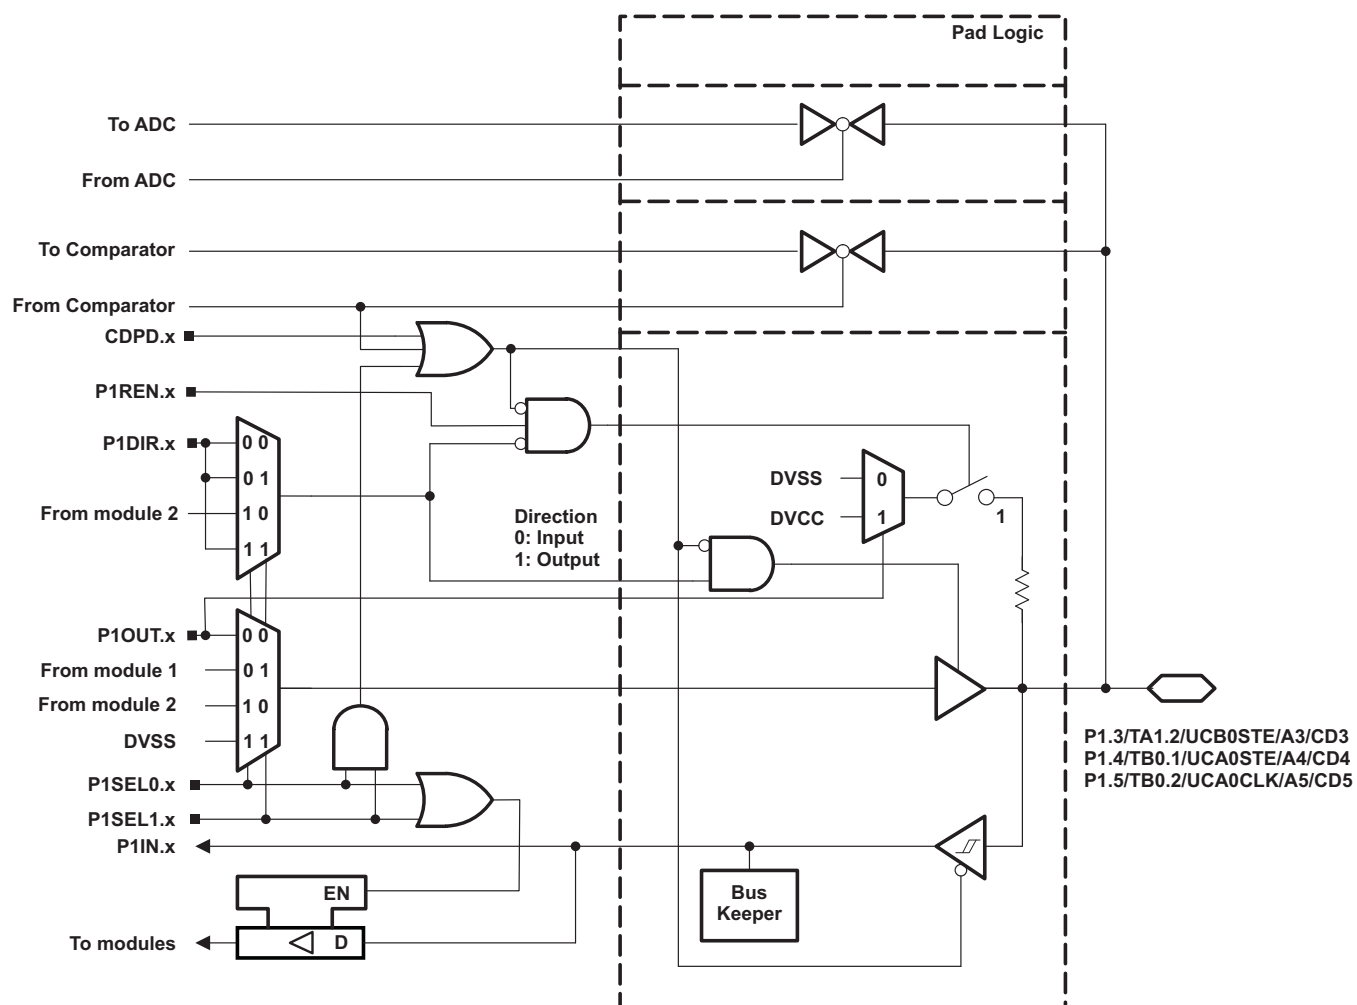 Pad Logic
To ADC
From ADC
To Comparator
From Comparator
CDPD.x
P1REN.x
P1DIR.x
0 0
0 1
From module 2
1 0
1 1
Direction
0: Input
1: Output
DVSS
0
DVCC
1
1
P1OUT.x
0 0
From module 1
0 1
From module 2
1 0
DVSS
1 1
P1.3/TA1.2/UCB0STE/A3/CD3
P1.4/TB0.1/UCA0STE/A4/CD4
P1.5/TB0.2/UCA0CLK/A5/CD5
P1SEL0.x
P1SEL1.x
P1IN.x
EN
Bus
Keeper
To modules
D